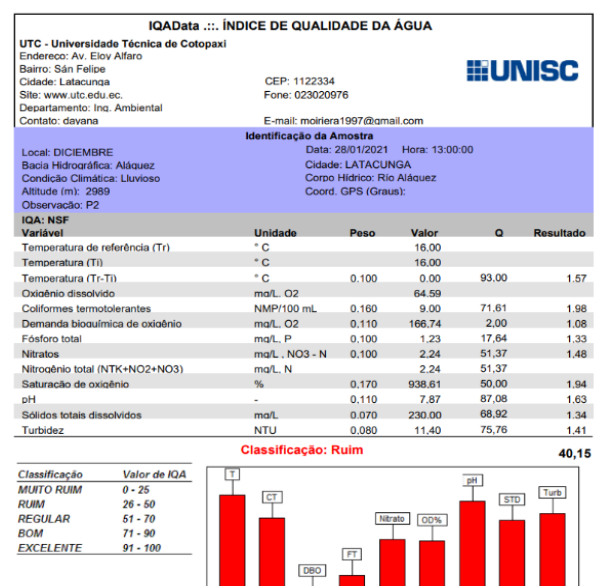 IQAData .::. ÍNDICE DE QUALIDADE DA ÁGUA
UTC - Universidade Técnica de Cotopaxi
Endereço: Av. Eloy Alfaro
Bairro: Sán Felipe
Cidade: Latacunga CEP: 1122334
Site: www.utc.edu.ec. Fone: 023020976
Departamento: Ing. Ambiental
Contato: dayana E-mail: moiriera1997@gmail.com
UNISC
Identificação da Amostra
Local: DICIEMBRE Data: 28/01/2021 Hora: 13:00:00
Bacia Hidrográfica: Aláquez Cidade: LATACUNGA
Condição Climática: Lluvioso Corpo Hídrico: Río Aláquez
Altitude (m): 2989 Coord. GPS (Graus):
Observação: P2
IQA: NSF
Variável Unidade Peso Valor Q Resultado
Temperatura de referência (Tr) ° C 16,00
Temperatura (Ti) ° C 16,00
Temperatura (Tr-Ti) ° C 0.100 0.00 93,00 1.57
Oxigênio dissolvido mg/L. O2 64.59
Coliformes termotolerantes NMP/100 mL 0.160 9.00 71,61 1.98
Demanda bioquímica de oxigênio mg/L, O2 0,110 166,74 2,00 1.08
Fósforo total mg/L, P 0,100 1,23 17,64 1.33
Nitratos mg/L , NO3 - N 0,100 2.24 51,37 1.48
Nitrogênio total (NTK+NO2+NO3) mg/L, N 2.24 51,37
Saturação de oxigênio % 0,170 938,61 50,00 1.94
pH - 0,110 7,87 87,08 1.63
Sólidos totais dissolvidos mg/L 0.070 230.00 68,92 1.34
Turbidez NTU 0,080 11,40 75,76 1,41
Classificação: Ruim 40,15
Classificação Valor de IQA
MUITO RUIM 0 - 25
RUIM 26 - 50
REGULAR 51 - 70
BOM 71 - 90
EXCELENTE 91 - 100
T
CT
DBO
FT
Nitrato
OD%
pH
STD
Turb